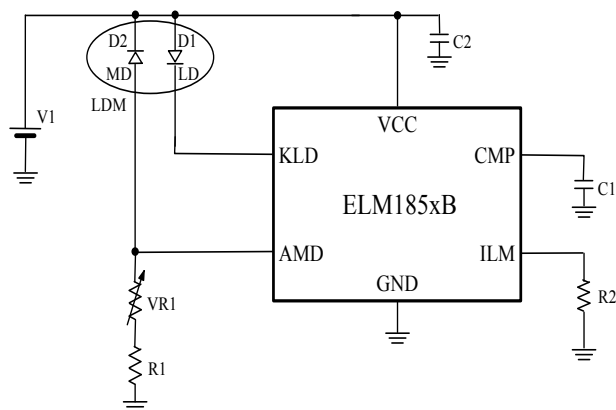 D2
D1
C2
MD
LD
LDM
V1
VCC
KLD
CMP
C1
ELM185xB
AMD
ILM
GND
VR1
R2
R1